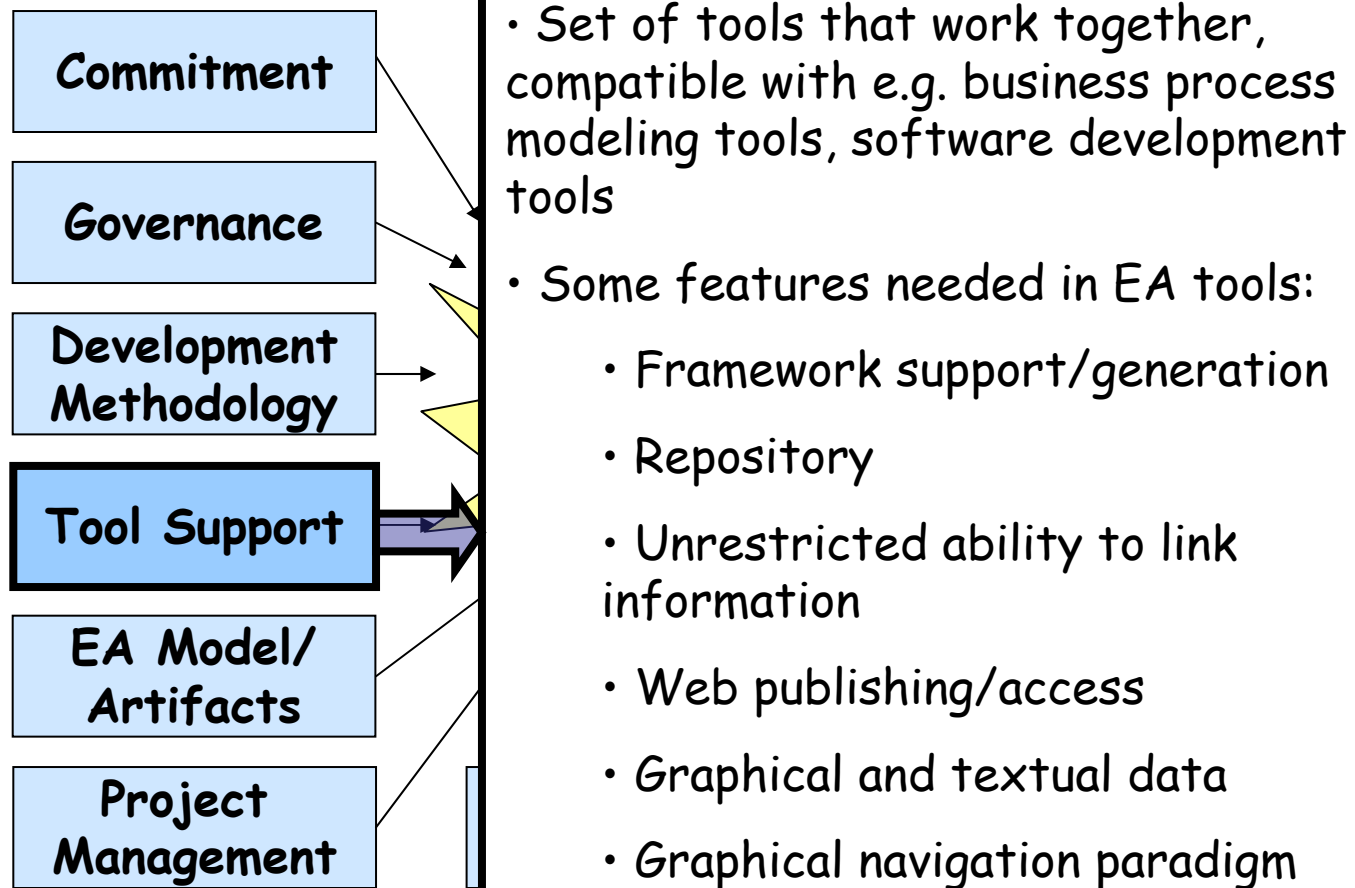 Commitment
Governance
Development
Methodology
Tool Support
EA Model/
Artifacts
Project
Management
• Set of tools that work together,
compatible with e.g. business process
modeling tools, software development
tools
• Some features needed in EA tools:
• Framework support/generation
• Repository
• Unrestricted ability to link
information
• Web publishing/access
• Graphical and textual data
• Graphical navigation paradigm